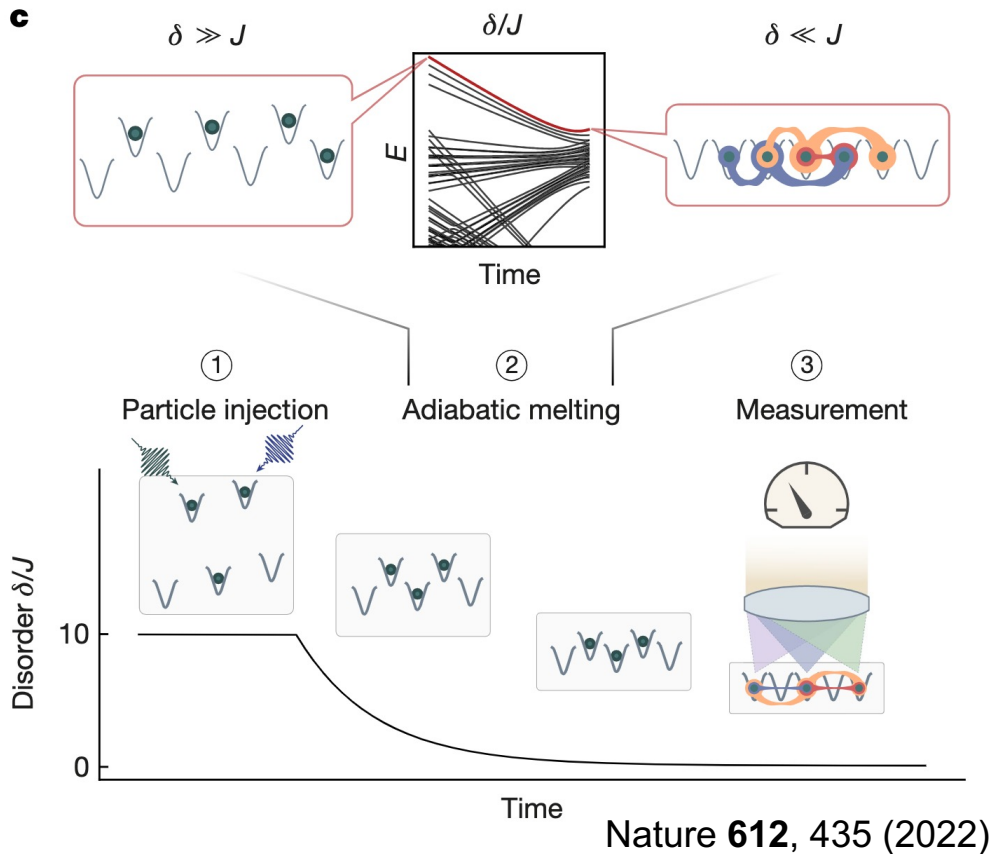 c
δ ≫ J
δ/J
δ ≪ J
E
Time
1
2
3
Particle injection
Adiabatic melting
Measurement
Disorder δ/J
10
0
Time
Nature 612, 435 (2022)